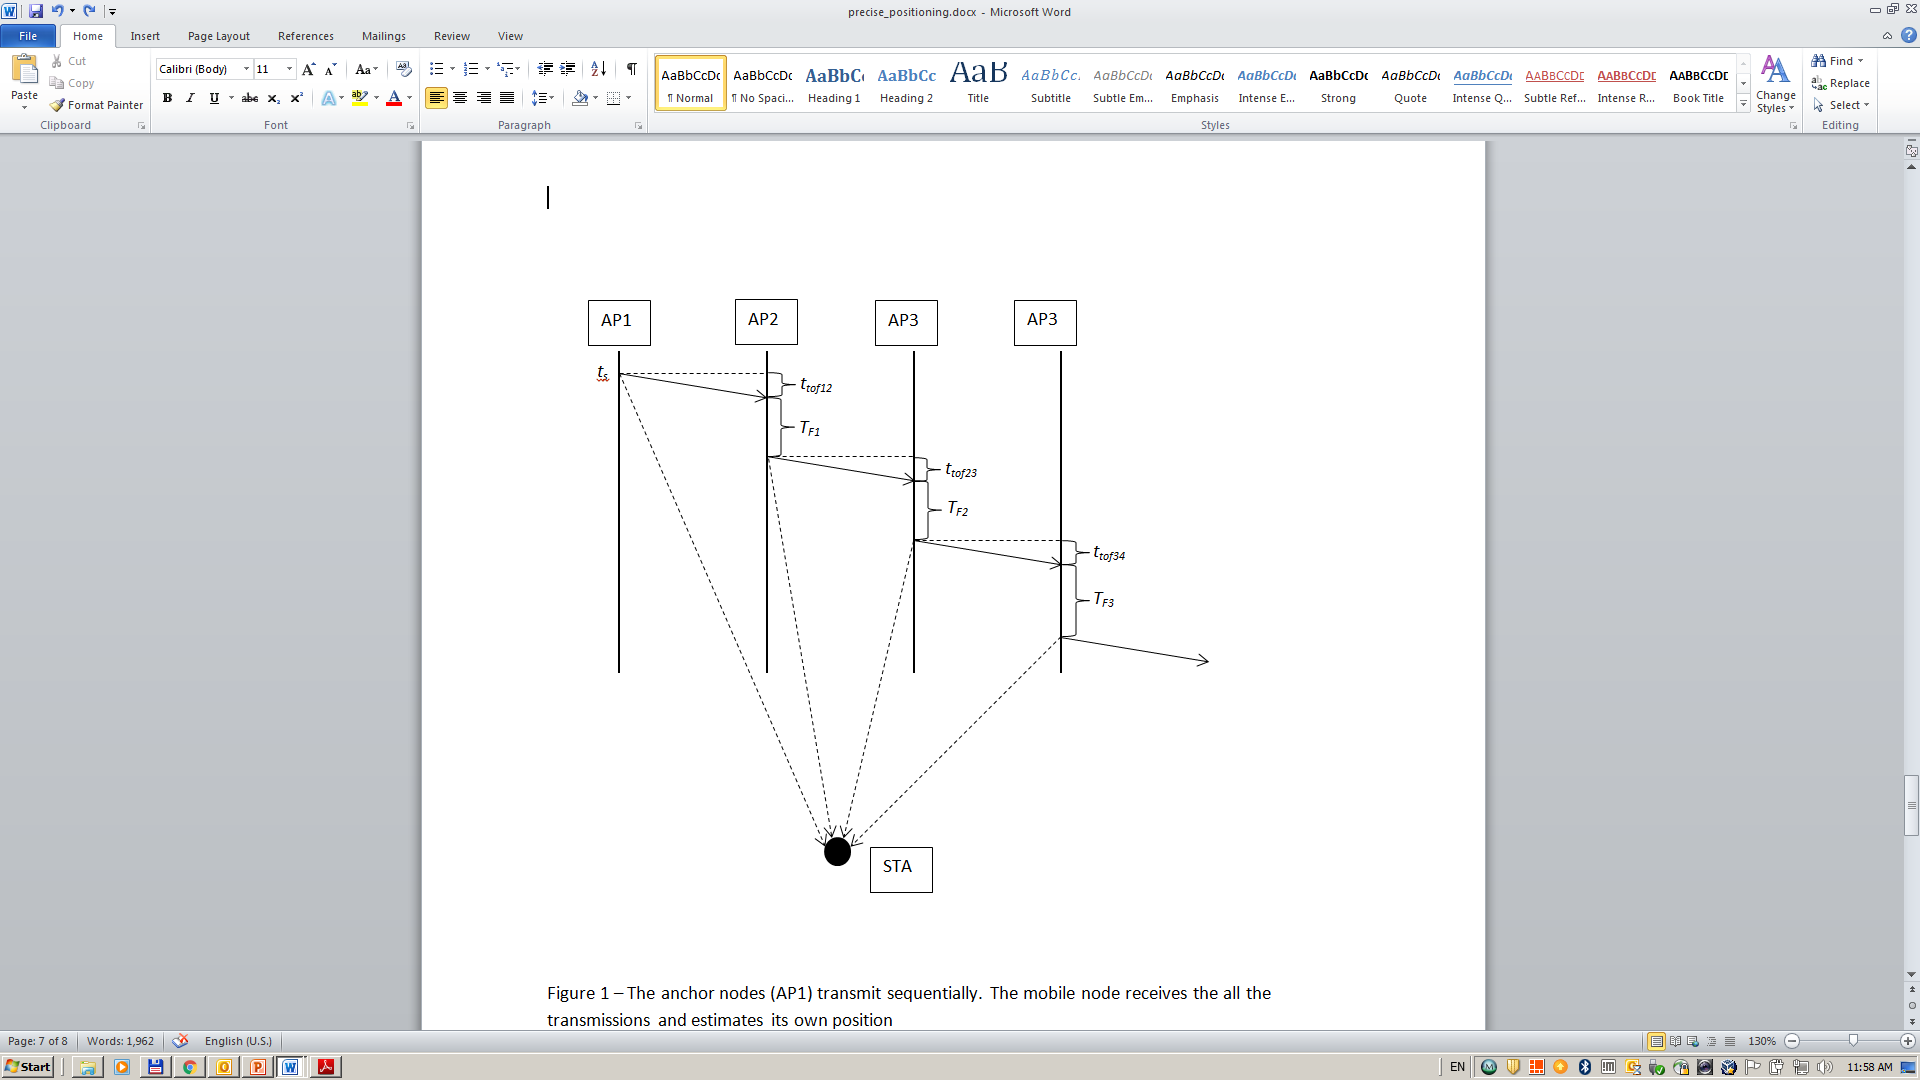 precise_positioning.docx - Microsoft Word
File Home Insert Page Layout References Mailings Review View
Paste
Cut
Copy
Format Painter
Clipboard
Calibri (Body) 11
Font
Paragraph
AaBbCcDc AaBbCcDc AaBbCc AaBbCc AaB AaBbCc. AaBbCcDc AaBbCcDc AaBbCcDc AaBbCcDc AaBbCcDc AaBbCcDc AABBCCDE AABBCCDE AABBCCDE
¶ Normal ¶ No Spaci... Heading 1 Heading 2 Title Subtitle Subtle Em... Emphasis Intense E... Strong Quote Intense Q... Subtle Ref... Intense R... Book Title
Styles
Change Styles
Find
Replace
Select
Editing
AP1 AP2 AP3 AP3
ts
ttof12
TF1
ttof23
TF2
ttof34
TF3
STA
Figure 1 – The anchor nodes (AP1) transmit sequentially. The mobile node receives the all the
transmissions and estimates its own position
Page: 7 of 8 Words: 1,962 English (U.S.) 130%
Start EN 11:58 AM